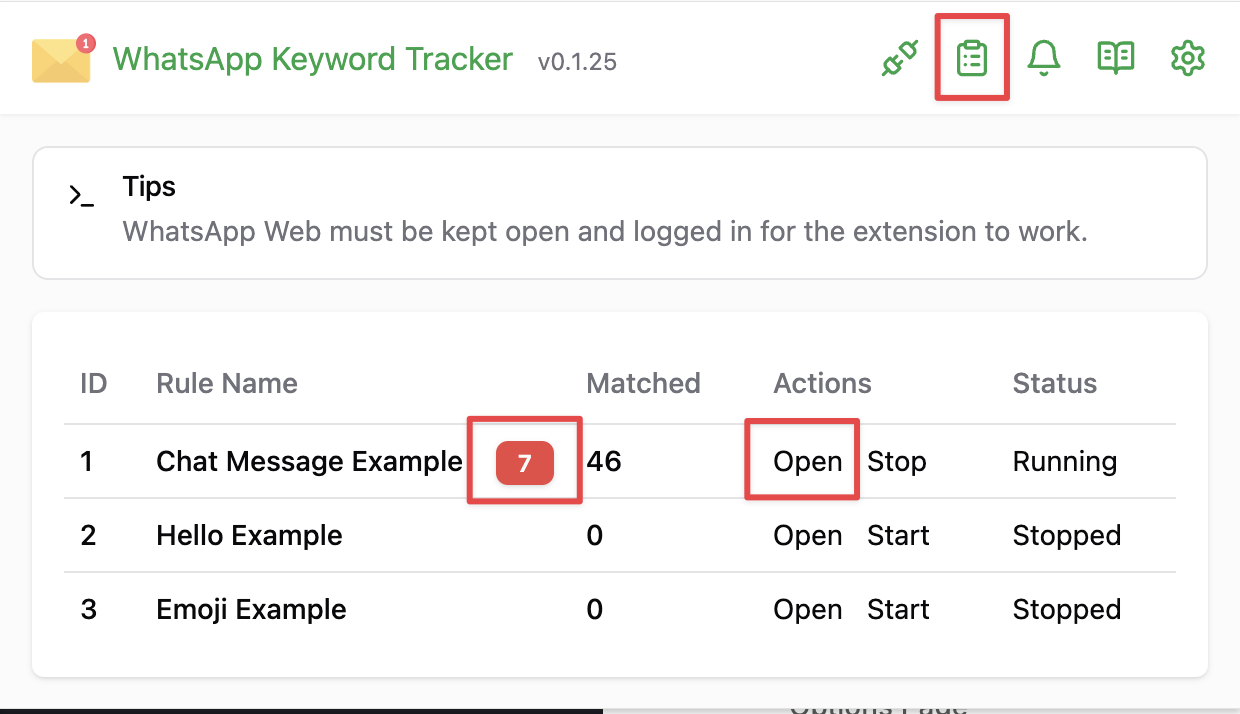 1
WhatsApp Keyword Tracker v0.1.25
Tips
WhatsApp Web must be kept open and logged in for the extension to work.
ID Rule Name Matched Actions Status
1 Chat Message Example 7 46 Open Stop Running
2 Hello Example 0 Open Start Stopped
3 Emoji Example 0 Open Start Stopped
Options Page